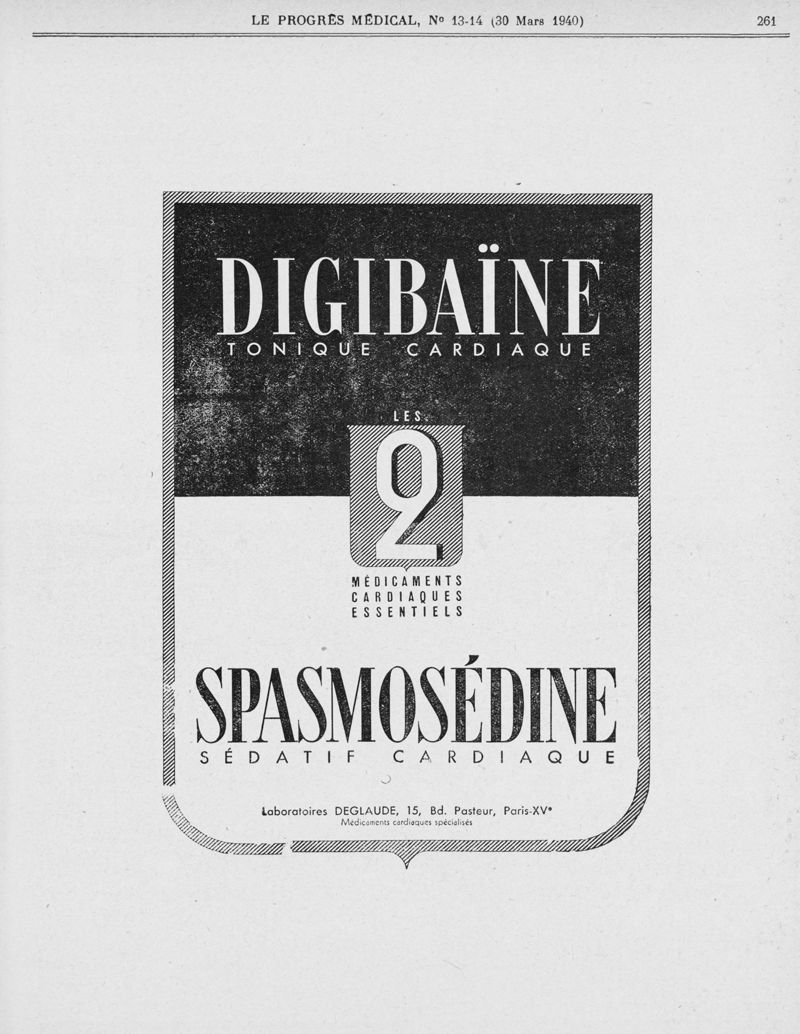 LE PROGRÈS MÉDICAL, Nº 13-14 (30 Mars 1940) 261
DIGIBAÏNE
TONIQUE CARDIAQUE
LES
2
MÉDICAMENTS
CARDIAQUES
ESSENTIELS
SPASMOSÉDINE
SÉDATIF CARDIAQUE
Laboratoires DEGLAUDE, 15, Bd. Pasteur, Paris-XVᵉ
Médicaments cardiaques spécialisés